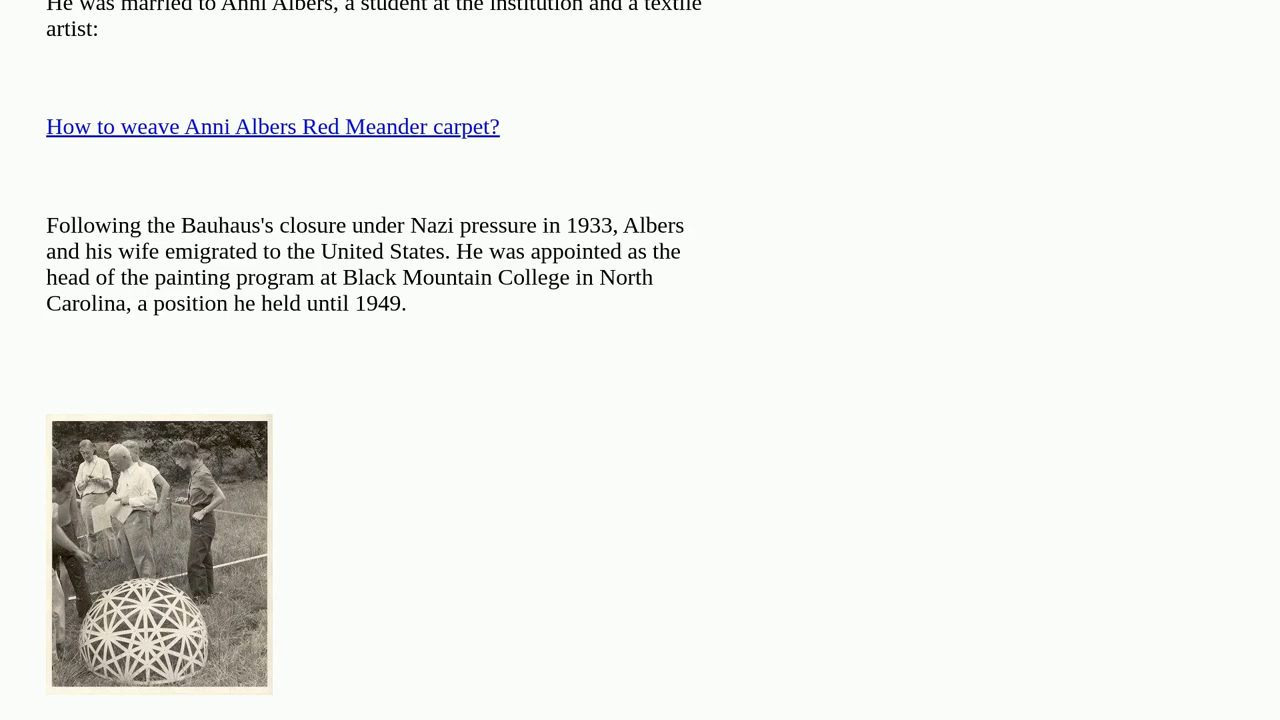 He was married to Anni Albers, a student at the institution and a textile
artist:
How to weave Anni Albers Red Meander carpet?
Following the Bauhaus's closure under Nazi pressure in 1933, Albers
and his wife emigrated to the United States. He was appointed as the
head of the painting program at Black Mountain College in North
Carolina, a position he held until 1949.